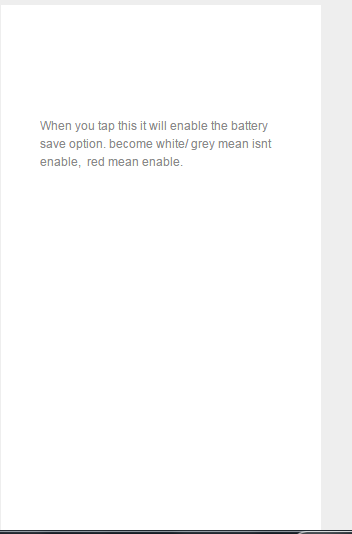 When you tap this it will enable the battery
save option. become white/ grey mean isnt
enable,  red mean enable.